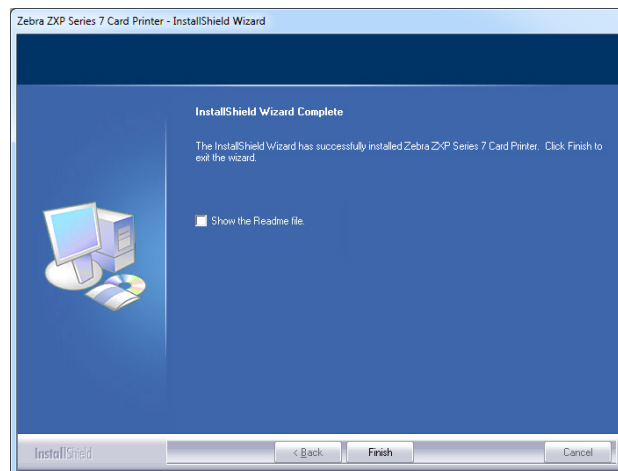 Zebra ZXP Series 7 Card Printer - InstallShield Wizard
InstallShield Wizard Complete
The InstallShield Wizard has successfully installed Zebra ZXP Series 7 Card Printer.  Click Finish to
exit the wizard.
Show the Readme file.
InstallShield
< Back
Finish
Cancel